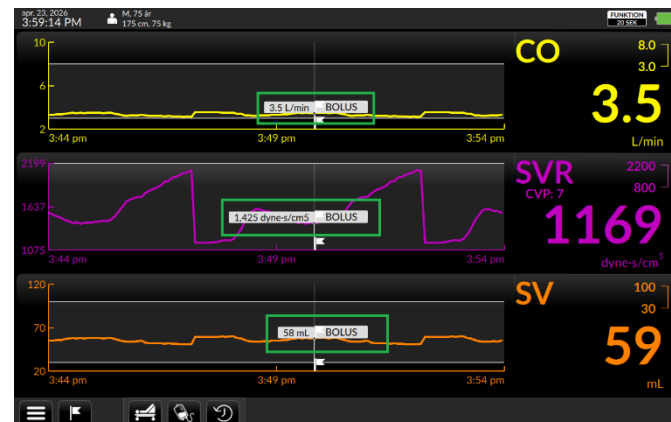 apr. 23, 2026
3:59:14 PM
M, 75 år
175 cm, 75 kg
FUNKTION
20 SEK
10
6
2
3.5 L/min
BOLUS
3:44 pm
3:49 pm
3:54 pm
CO
8.0
3.0
3.5
L/min
2199
1637
1075
1,425 dyne-s/cm5
BOLUS
3:44 pm
3:49 pm
3:54 pm
SVR
CVP: 7
2200
800
1169
dyne-s/cm⁵
120
70
20
58 mL
BOLUS
3:44 pm
3:49 pm
3:54 pm
SV
100
30
59
mL